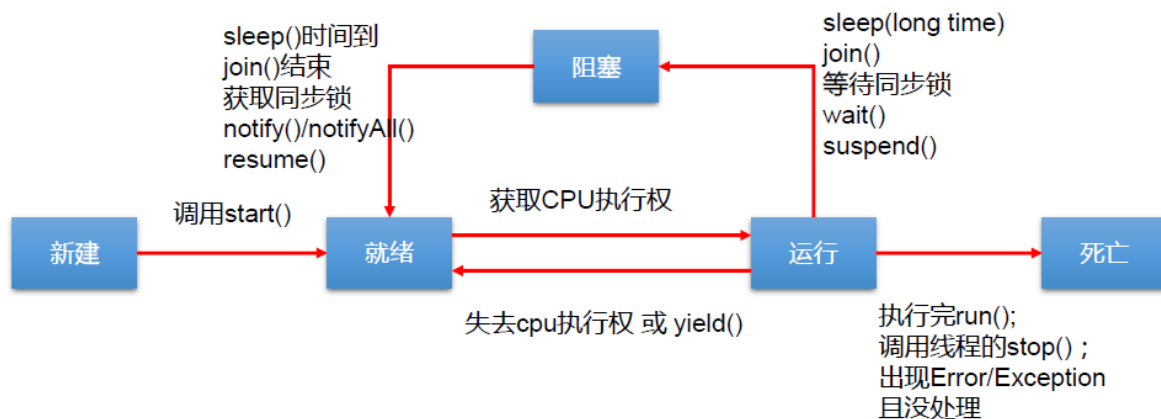 sleep()时间到
join()结束
获取同步锁
notify()/notifyAll()
resume()
阻塞
sleep(long time)
join()
等待同步锁
wait()
suspend()
调用start()
获取CPU执行权
新建
就绪
运行
死亡
失去cpu执行权 或 yield()
执行完run();
调用线程的stop() ;
出现Error/Exception
且没处理